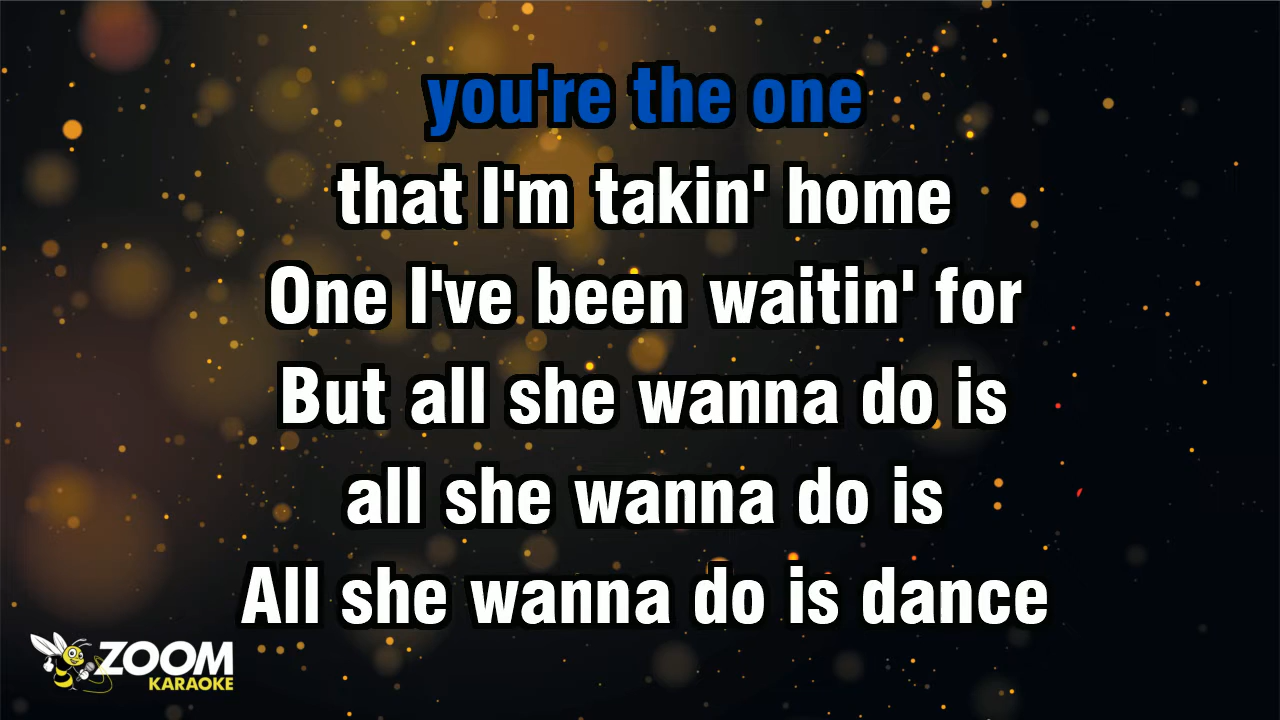 you're the one
that I'm takin' home
One I've been waitin' for
But all she wanna do is
all she wanna do is
All she wanna do is dance
ZOOM
KARAOKE